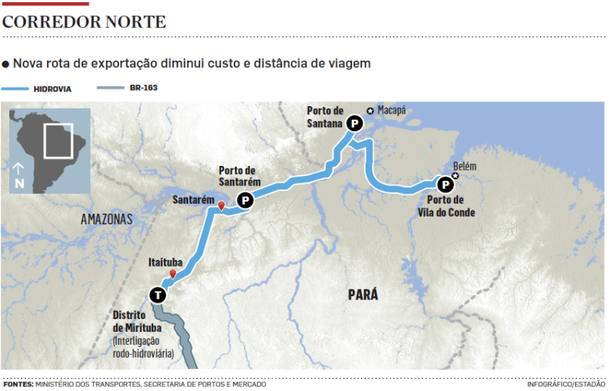 CORREDOR NORTE
● Nova rota de exportação diminui custo e distância de viagem
HIDROVIA
BR-163
N
Porto de
Santana
P
Macapá
Belém
P
Porto de
Vila do Conde
Porto de
Santarém
P
Santarém
AMAZONAS
Itaituba
T
PARÁ
Distrito
de Mirituba
(Interligação
rodo-hidroviária)
FONTES: MINISTÉRIO DOS TRANSPORTES, SECRETARIA DE PORTOS E MERCADO
INFOGRÁFICO/ESTADÃO